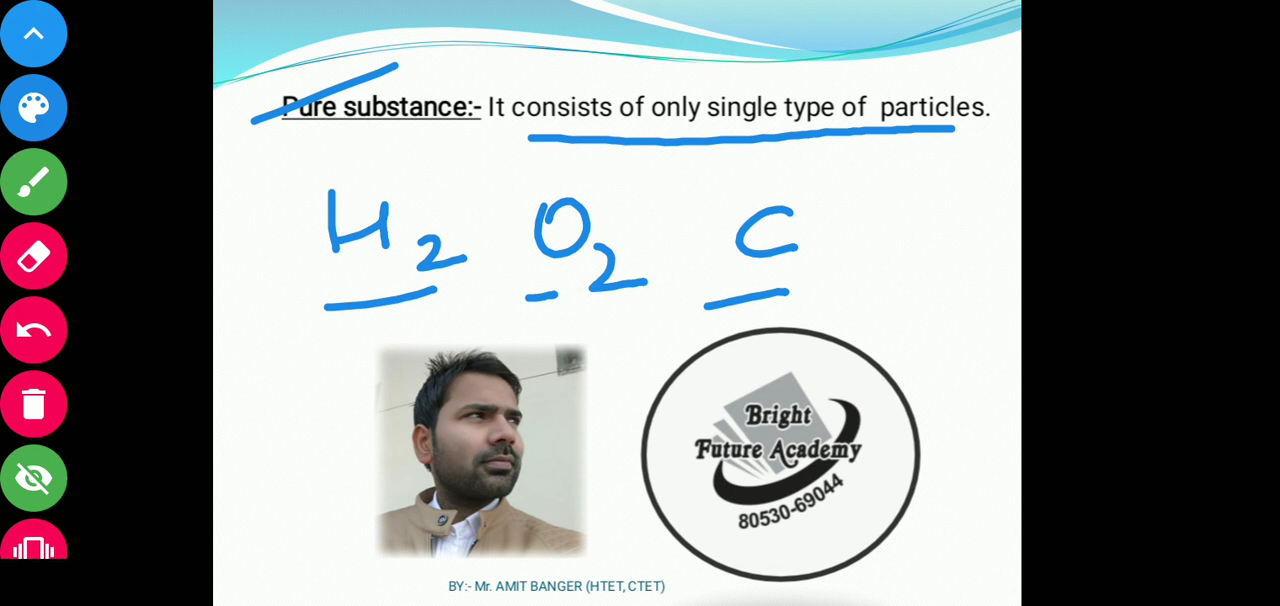 Pure substance:- It consists of only single type of particles.
H2 O2 C
Bright
Future Academy
80530-69044
BY:- Mr. AMIT BANGER (HTET, CTET)